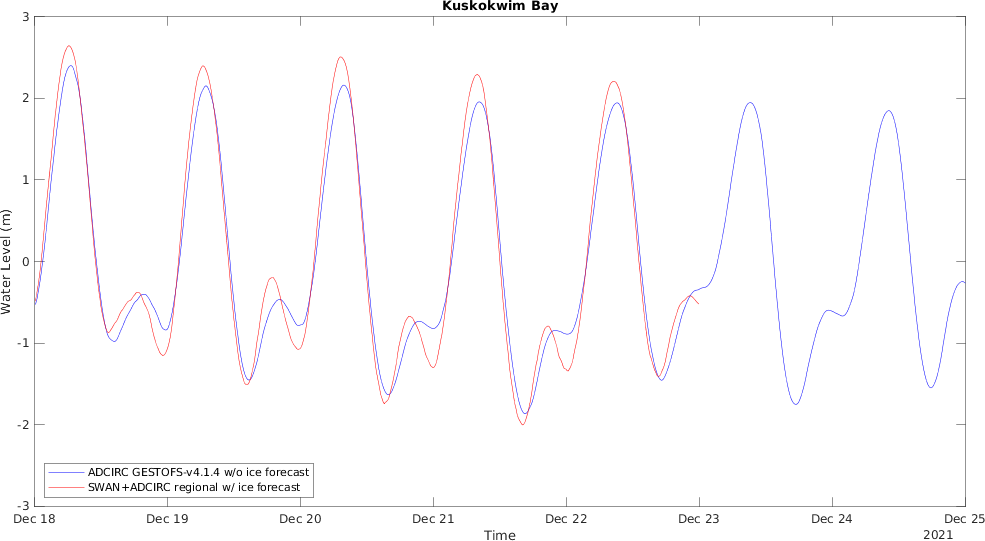 Kuskokwim Bay
3
2
1
0
-1
-2
-3
Water Level (m)
ADCIRC GESTOFS-v4.1.4 w/o ice forecast
SWAN+ADCIRC regional w/ ice forecast
Dec 18 Dec 19 Dec 20 Dec 21 Dec 22 Dec 23 Dec 24 Dec 25
Time
2021